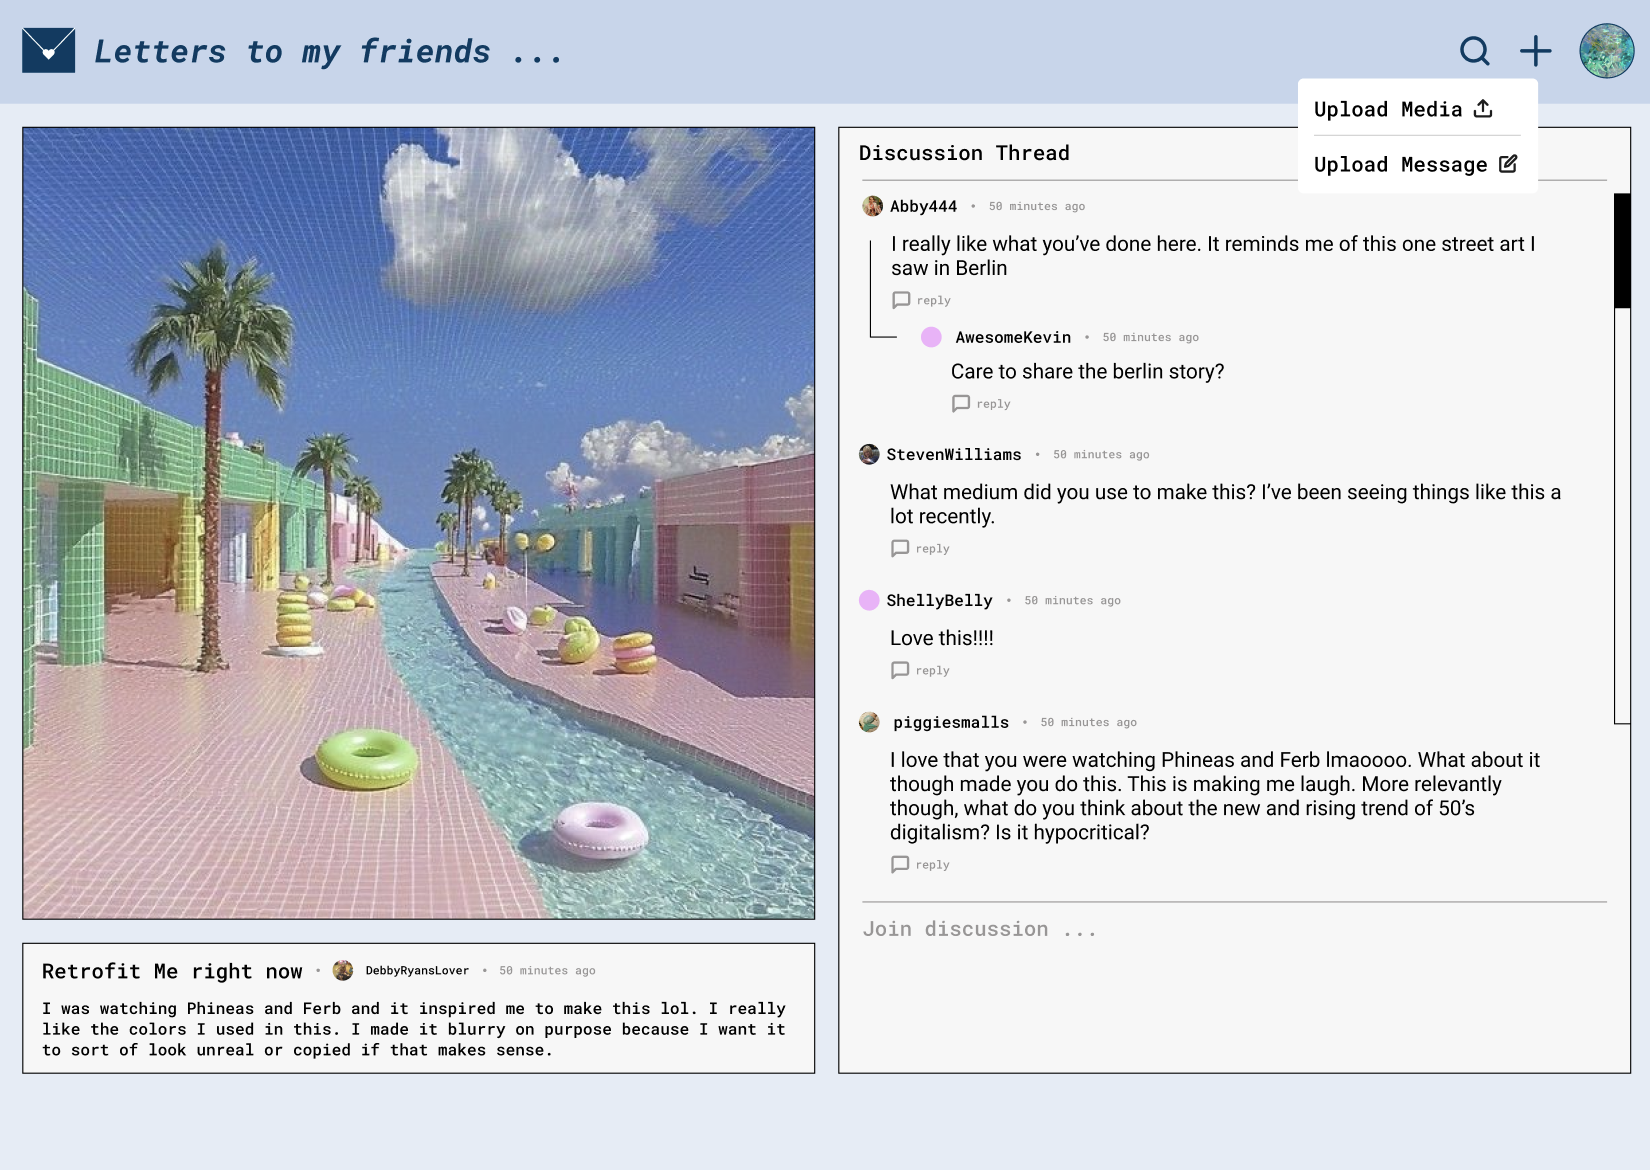 Letters to my friends ...
Upload Media
Upload Message
Discussion Thread
Abby444 • 50 minutes ago
I really like what you’ve done here. It reminds me of this one street art I
saw in Berlin
reply
AwesomeKevin • 50 minutes ago
Care to share the berlin story?
reply
StevenWilliams • 50 minutes ago
What medium did you use to make this? I’ve been seeing things like this a
lot recently.
reply
ShellyBelly • 50 minutes ago
Love this!!!!
reply
piggiesmalls • 50 minutes ago
I love that you were watching Phineas and Ferb lmaoooo. What about it
though made you do this. This is making me laugh. More relevantly
though, what do you think about the new and rising trend of 50’s
digitalism? Is it hypocritical?
reply
Join discussion ...
Retrofit Me right now • DebbyRyansLover • 50 minutes ago
I was watching Phineas and Ferb and it inspired me to make this lol. I really
like the colors I used in this. I made it blurry on purpose because I want it
to sort of look unreal or copied if that makes sense.